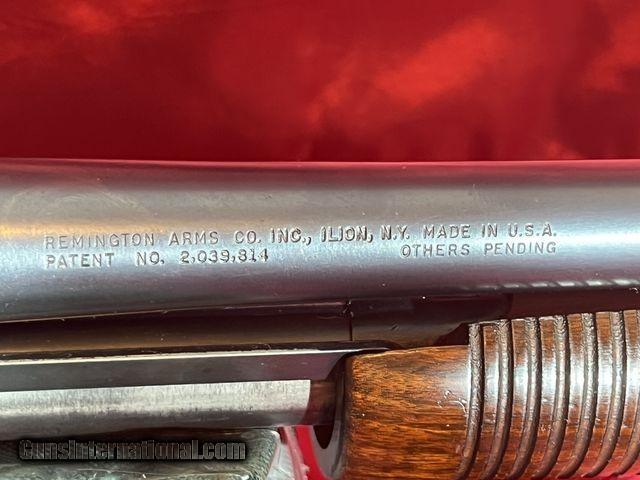 REMINGTON ARMS CO. INC., ILION, N.Y. MADE IN U.S.A.
PATENT NO. 2,039,814 OTHERS PENDING
GunsInternational.com